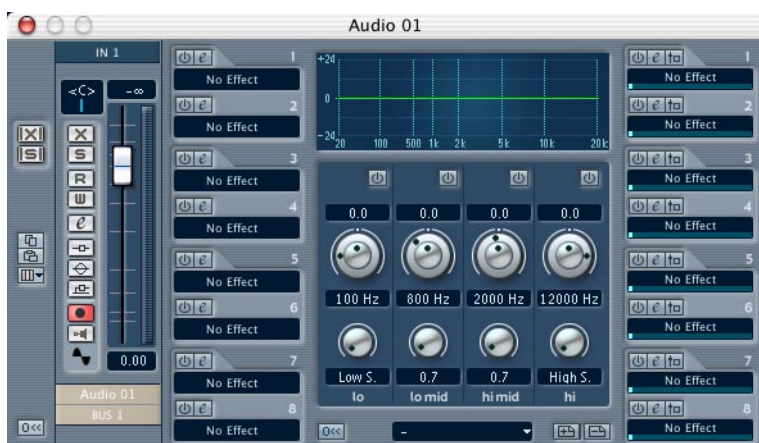 Audio 01
IN 1
<C>
-∞
X
S
X
S
R
W
e
0.00
Audio 01
BUS 1
0<<
e 1
No Effect
e 2
No Effect
e 3
No Effect
e 4
No Effect
e 5
No Effect
e 6
No Effect
e 7
No Effect
e 8
No Effect
+24
0
-24
20 100 500 1k 2k 5k 10k 20k
0.0 0.0 0.0 0.0
100 Hz 800 Hz 2000 Hz 12000 Hz
Low S. 0.7 0.7 High S.
lo lo mid hi mid hi
0<< -
e 1
No Effect
e 2
No Effect
e 3
No Effect
e 4
No Effect
e 5
No Effect
e 6
No Effect
e 7
No Effect
e 8
No Effect